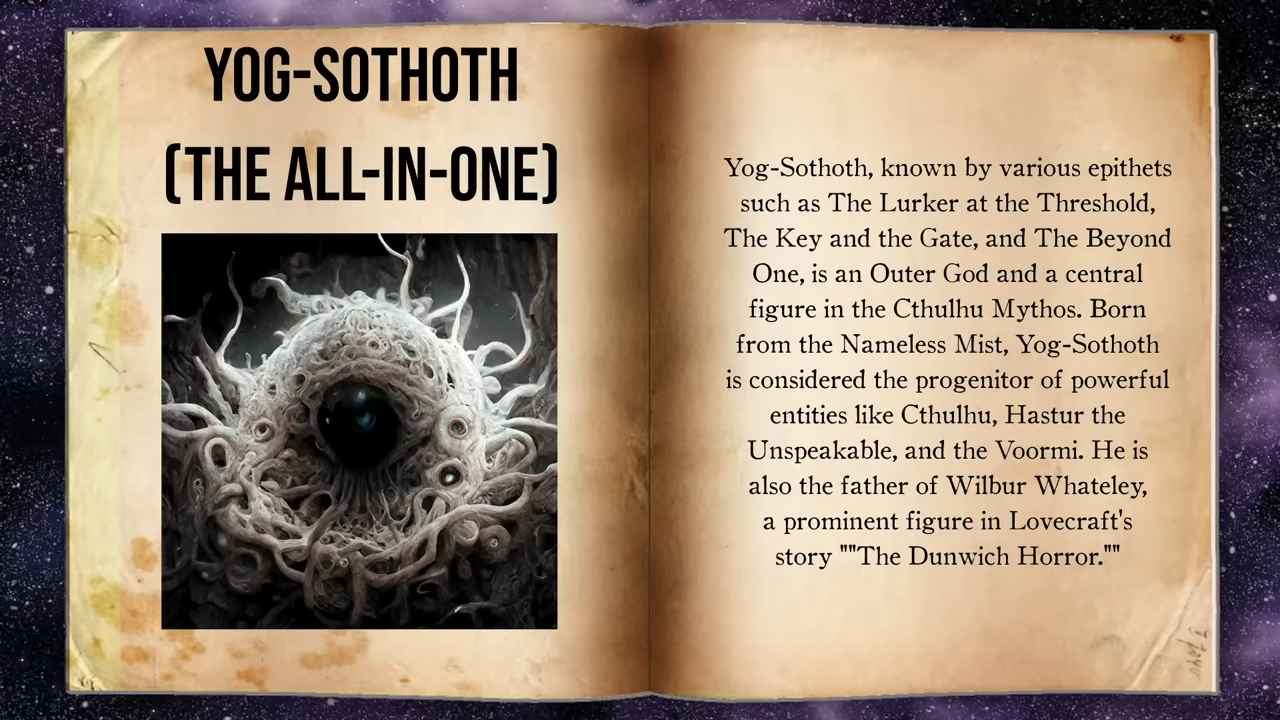 YOG-SOTHOTH
(THE ALL-IN-ONE)
Yog-Sothoth, known by various epithets
such as The Lurker at the Threshold,
The Key and the Gate, and The Beyond
One, is an Outer God and a central
figure in the Cthulhu Mythos. Born
from the Nameless Mist, Yog-Sothoth
is considered the progenitor of powerful
entities like Cthulhu, Hastur the
Unspeakable, and the Voormi. He is
also the father of Wilbur Whateley,
a prominent figure in Lovecraft's
story ""The Dunwich Horror.""